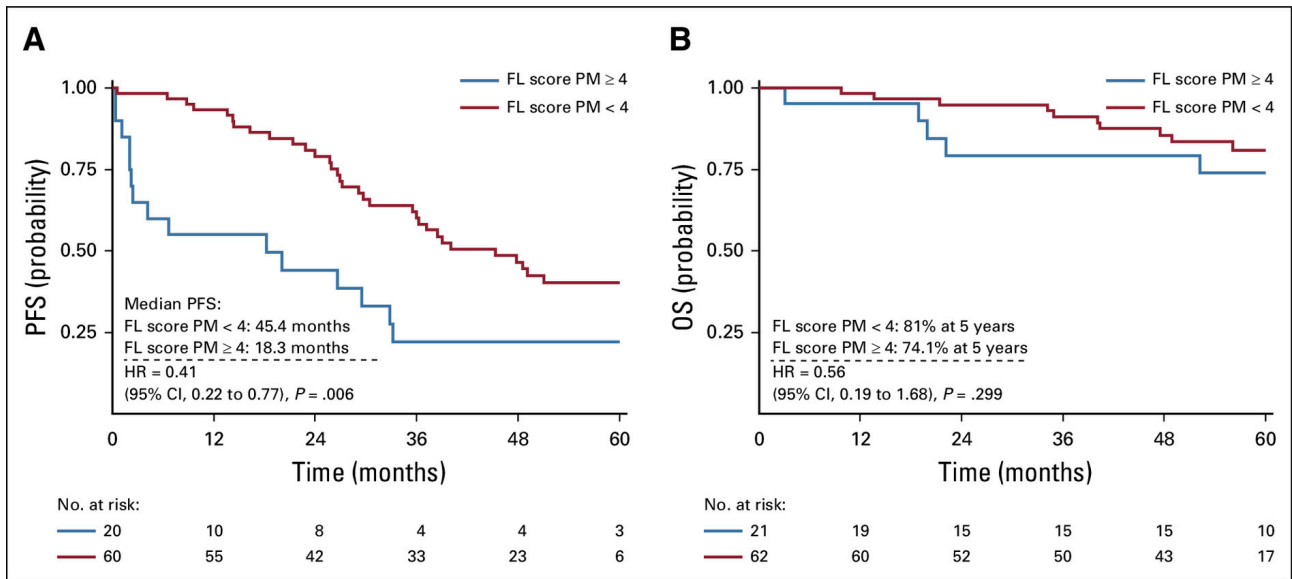 A
FL score PM ≥ 4
FL score PM < 4
PFS (probability)
1.00
0.75
0.50
0.25
Median PFS:
FL score PM < 4: 45.4 months
FL score PM ≥ 4: 18.3 months
HR = 0.41
(95% CI, 0.22 to 0.77), P = .006
0 12 24 36 48 60
Time (months)
No. at risk:
20 10 8 4 4 3
60 55 42 33 23 6
B
FL score PM ≥ 4
FL score PM < 4
OS (probability)
1.00
0.75
0.50
0.25
FL score PM < 4: 81% at 5 years
FL score PM ≥ 4: 74.1% at 5 years
HR = 0.56
(95% CI, 0.19 to 1.68), P = .299
0 12 24 36 48 60
Time (months)
No. at risk:
21 19 15 15 15 10
62 60 52 50 43 17